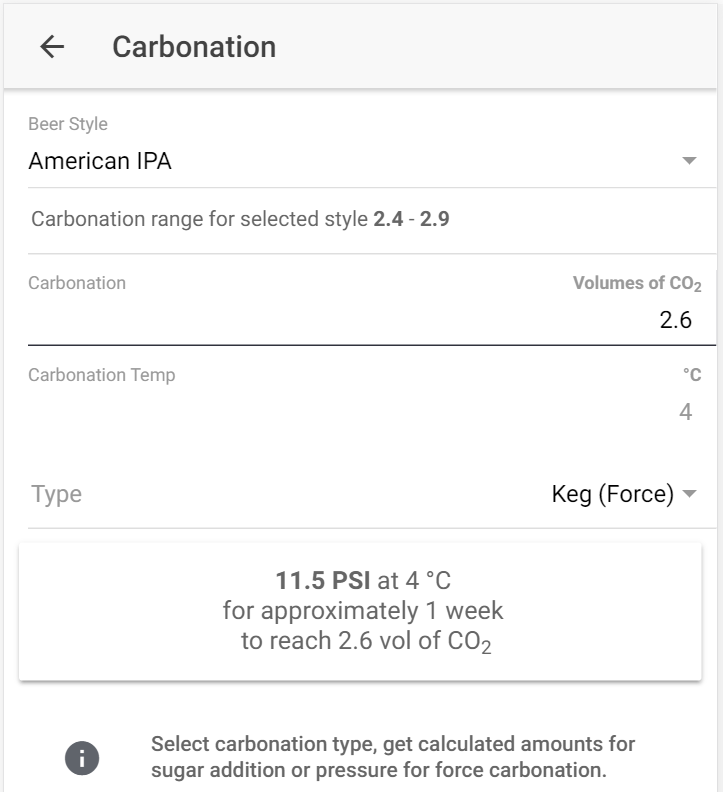 Carbonation
Beer Style
American IPA
Carbonation range for selected style 2.4 - 2.9
Carbonation Volumes of CO₂
2.6
Carbonation Temp °C
4
Type Keg (Force)
11.5 PSI at 4 °C
for approximately 1 week
to reach 2.6 vol of CO₂
Select carbonation type, get calculated amounts for
sugar addition or pressure for force carbonation.